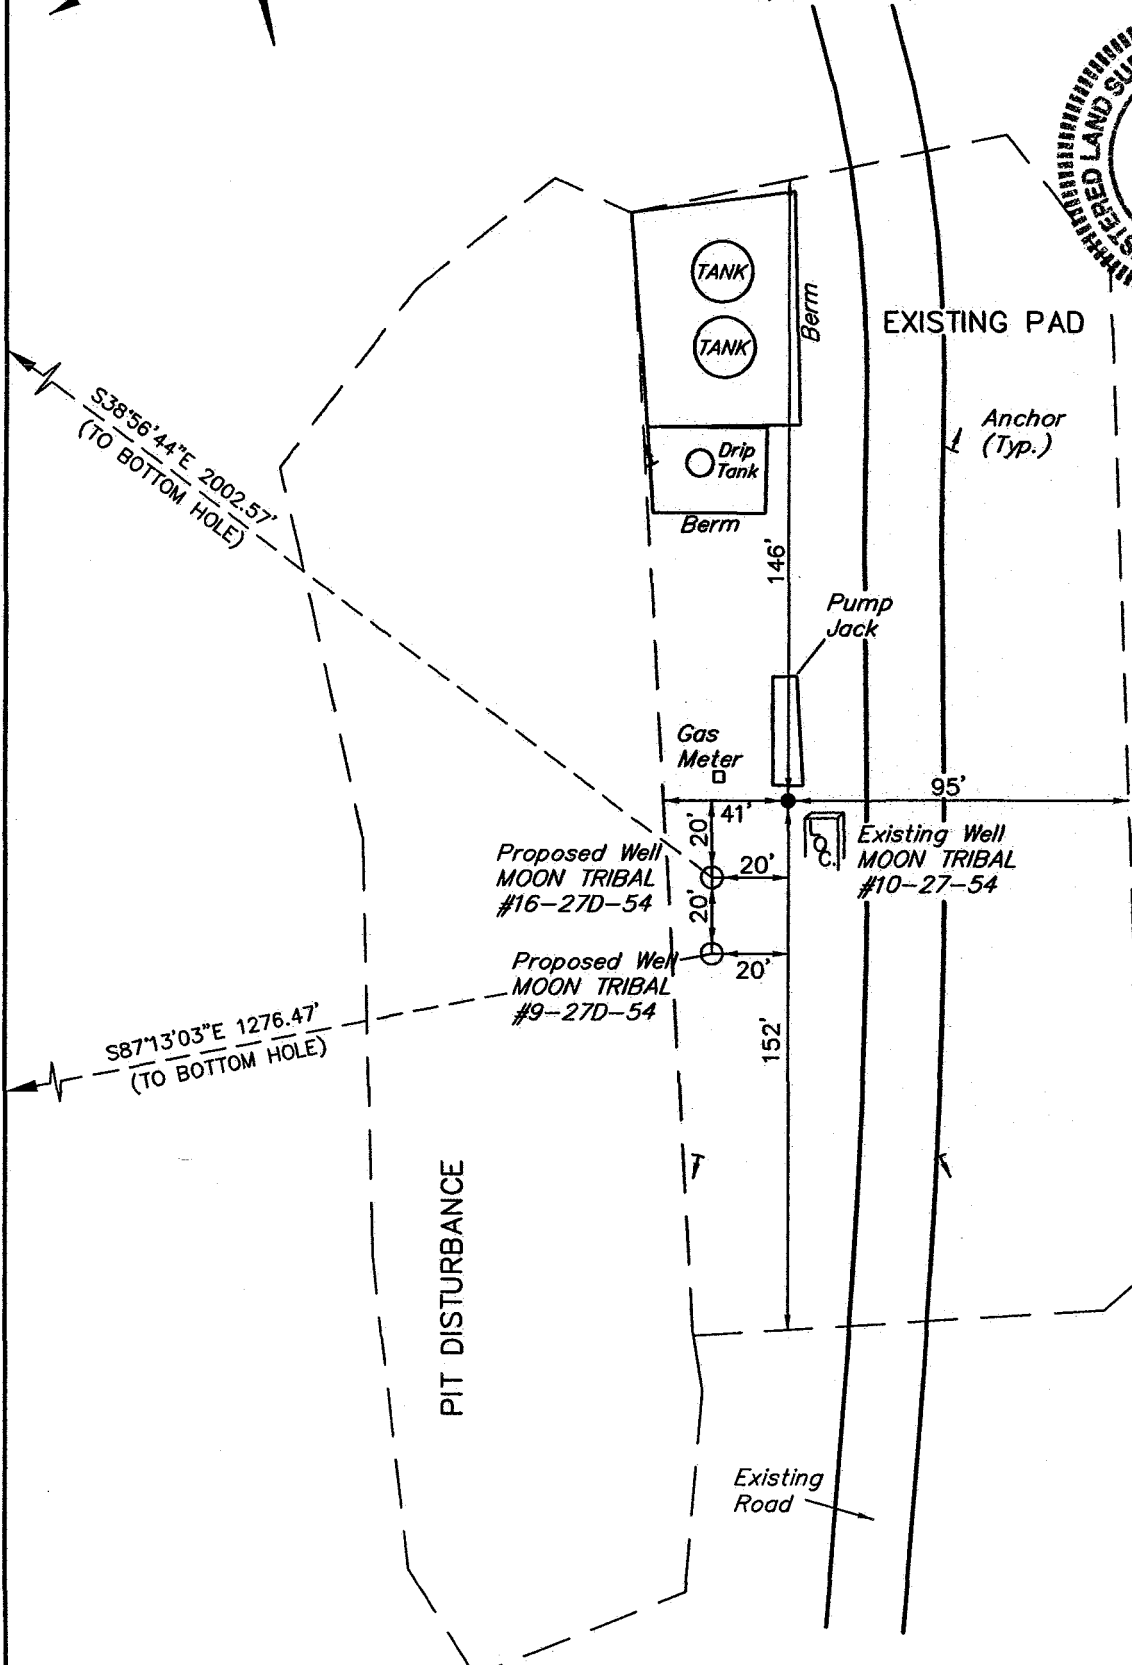 STERED LAND SU
TANK
TANK
Berm
EXISTING PAD
Anchor
(Typ.)
S38°56'44"E 2002.57'
(TO BOTTOM HOLE)
Drip
Tank
Berm
146'
Pump
Jack
Gas
Meter
95'
41'
20'
20'
Proposed Well
MOON TRIBAL
#16-27D-54
Existing Well
MOON TRIBAL
#10-27-54
20'
20'
Proposed Well
MOON TRIBAL
#9-27D-54
152'
S87°13'03"E 1276.47'
(TO BOTTOM HOLE)
PIT DISTURBANCE
Existing
Road